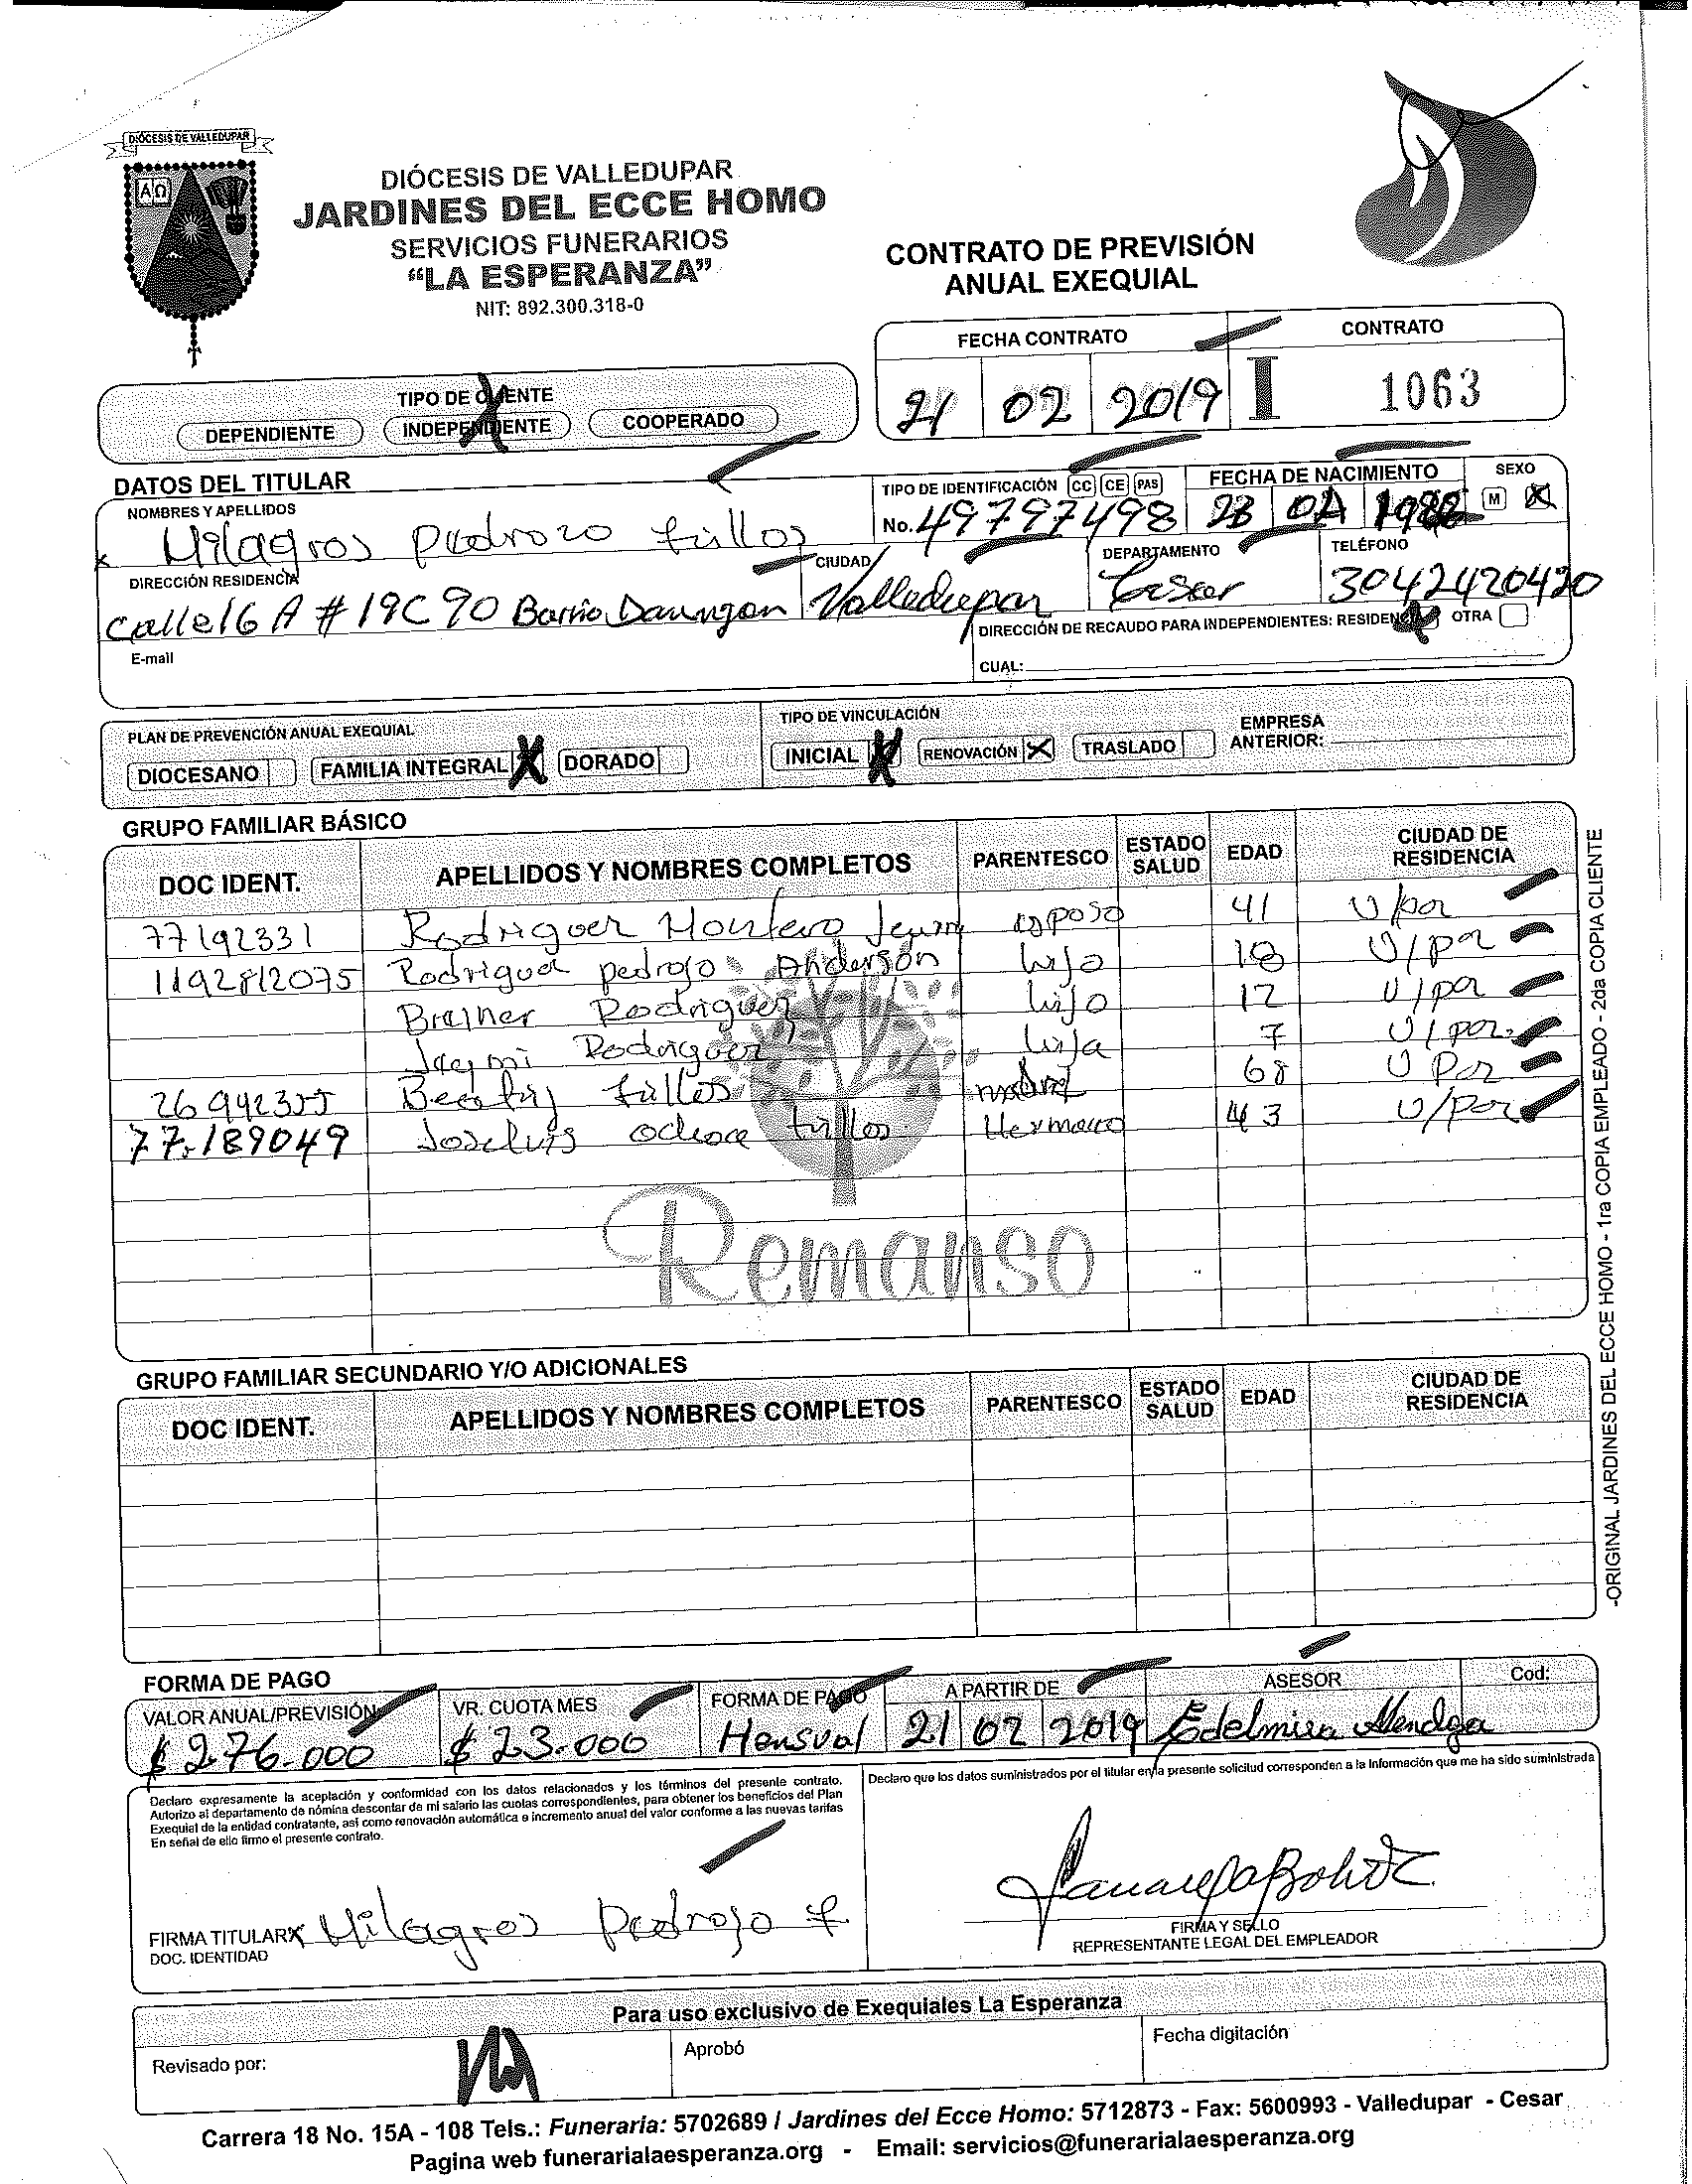 DIÓCESIS DE VALLEDUPAR
DIÓCESIS DE VALLEDUPAR
JARDINES DEL ECCE HOMO
SERVICIOS FUNERARIOS
“LA ESPERANZA”
NIT: 892.300.318-0
CONTRATO DE PREVISIÓN
ANUAL EXEQUIAL
FECHA CONTRATO CONTRATO
21 02 2019 I 1063
TIPO DE CLIENTE
DEPENDIENTE INDEPENDIENTE X COOPERADO
DATOS DEL TITULAR
NOMBRES Y APELLIDOS
x Milagros pedrozo tullos
TIPO DE IDENTIFICACIÓN CC CE PAS
No. 49797498
FECHA DE NACIMIENTO
SEXO
M X
DIRECCIÓN RESIDENCIA
calle 16 A # 19C 90 Barrio
CIUDAD
Valledupar
DEPARTAMENTO
Cesar
TELÉFONO
3042420420
DIRECCIÓN DE RECAUDO PARA INDEPENDIENTES: RESIDENCIA X OTRA
E-mail
CUAL:
PLAN DE PREVENCIÓN ANUAL EXEQUIAL
DIOCESANO FAMILIA INTEGRAL X DORADO
TIPO DE VINCULACIÓN
INICIAL X RENOVACIÓN X TRASLADO
EMPRESA
ANTERIOR:
GRUPO FAMILIAR BÁSICO
DOC IDENT. APELLIDOS Y NOMBRES COMPLETOS PARENTESCO ESTADO SALUD EDAD CIUDAD DE RESIDENCIA
77192331 Rodriguez Montero esposo 41 V/par
1192812075 Rodriguez pedrozo Anderson hijo 18 V/par
Brainer Rodriguez hijo 12 V/par
Rodriguez hija 7 V/par
Beatriz tullos madre 68 V Par
77.189049 Jose luis ochoa tullos Hermano 43 V/par
Remanso
GRUPO FAMILIAR SECUNDARIO Y/O ADICIONALES
DOC IDENT. APELLIDOS Y NOMBRES COMPLETOS PARENTESCO ESTADO SALUD EDAD CIUDAD DE RESIDENCIA
-ORIGINAL JARDINES DEL ECCE HOMO - 1ra COPIA EMPLEADO - 2da COPIA CLIENTE
FORMA DE PAGO
VALOR ANUAL/PREVISIÓN VR. CUOTA MES FORMA DE PAGO A PARTIR DE ASESOR Cod:
$ 276.000 $ 23.000 Mensual 21 02 2019 Edelmira Mendoza
Declaro expresamente la aceptación y conformidad con los datos relacionados y los términos del presente contrato.
Autorizo al departamento de nómina descontar de mi salario las cuotas correspondientes, para obtener los beneficios del Plan
Exequial de la entidad contratante, así como renovación automática e incremento anual del valor conforme a las nuevas tarifas
En señal de ello firmo el presente contrato.
Declaro que los datos suministrados por el titular en la presente solicitud corresponden a la Información que me ha sido suministrada
FIRMA TITULAR x Milagros Pedrozo t.
DOC. IDENTIDAD
FIRMA Y SELLO
REPRESENTANTE LEGAL DEL EMPLEADOR
Para uso exclusivo de Exequiales La Esperanza
Revisado por:
Aprobó
Fecha digitación
Carrera 18 No. 15A - 108 Tels.: Funeraria: 5702689 / Jardines del Ecce Homo: 5712873 - Fax: 5600993 - Valledupar - Cesar
Pagina web funerarialaesperanza.org - Email: servicios@funerarialaesperanza.org